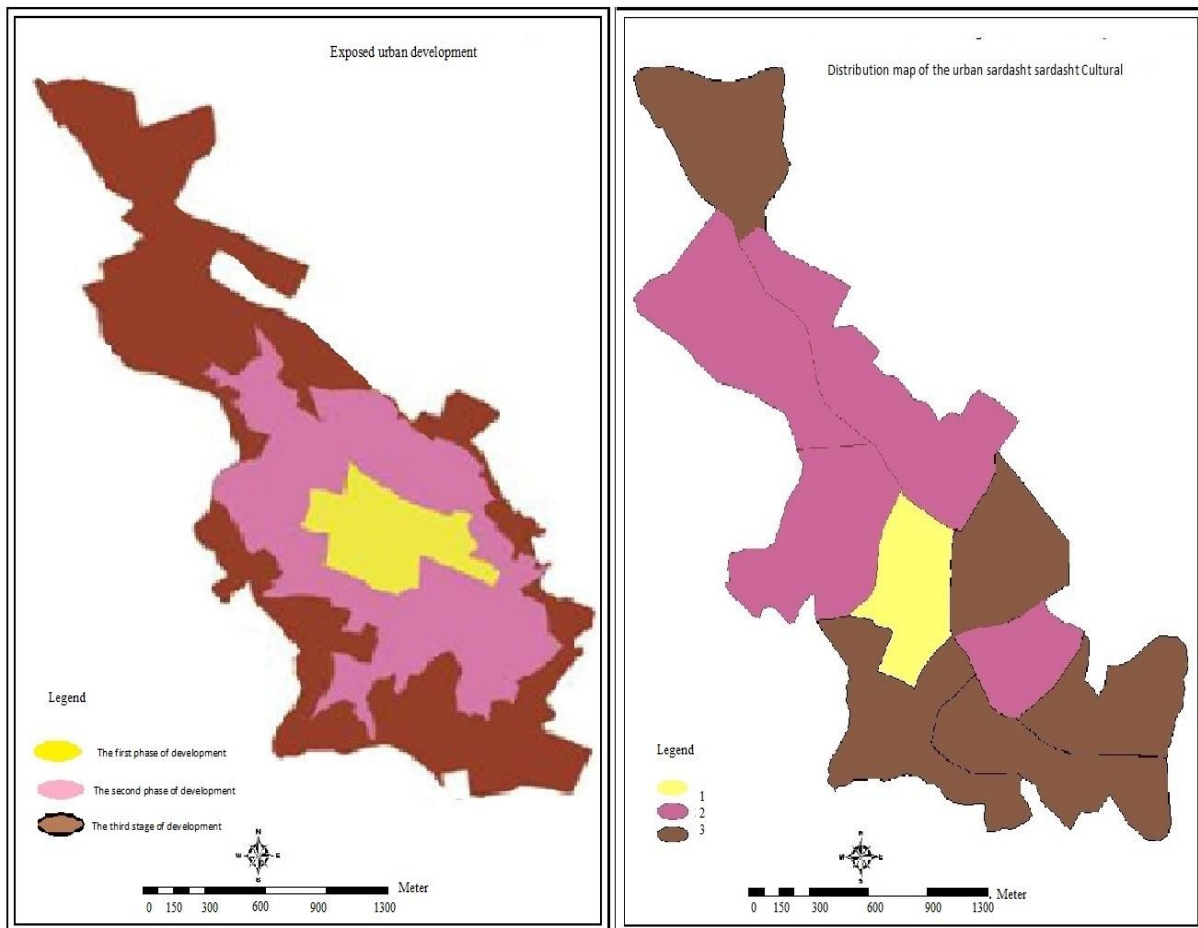 Exposed urban development
Legend
The first phase of development
The second phase of development
The third stage of development
N
W E
S
Meter
0 150 300 600 900 1300
Distribution map of the urban sardasht sardasht Cultural
Legend
1
2
3
Meter
0 150 300 600 900 1300